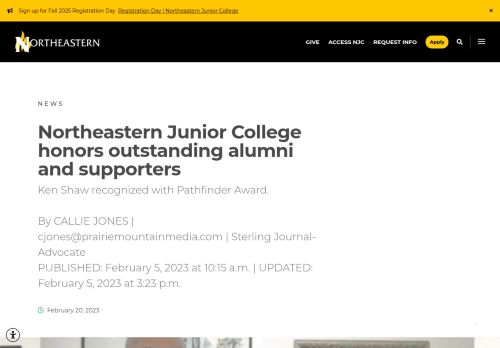 Sign up for Fall 2025 Registration Day Registration Day | Northeastern Junior College ×
NORTHEASTERN GIVE ACCESS NJC REQUEST INFO Apply
NEWS
Northeastern Junior College
honors outstanding alumni
and supporters
Ken Shaw recognized with Pathfinder Award.
By CALLIE JONES |
cjones@prairiemountainmedia.com | Sterling Journal-
Advocate
PUBLISHED: February 5, 2023 at 10:15 a.m. | UPDATED:
February 5, 2023 at 3:23 p.m.
February 20, 2023